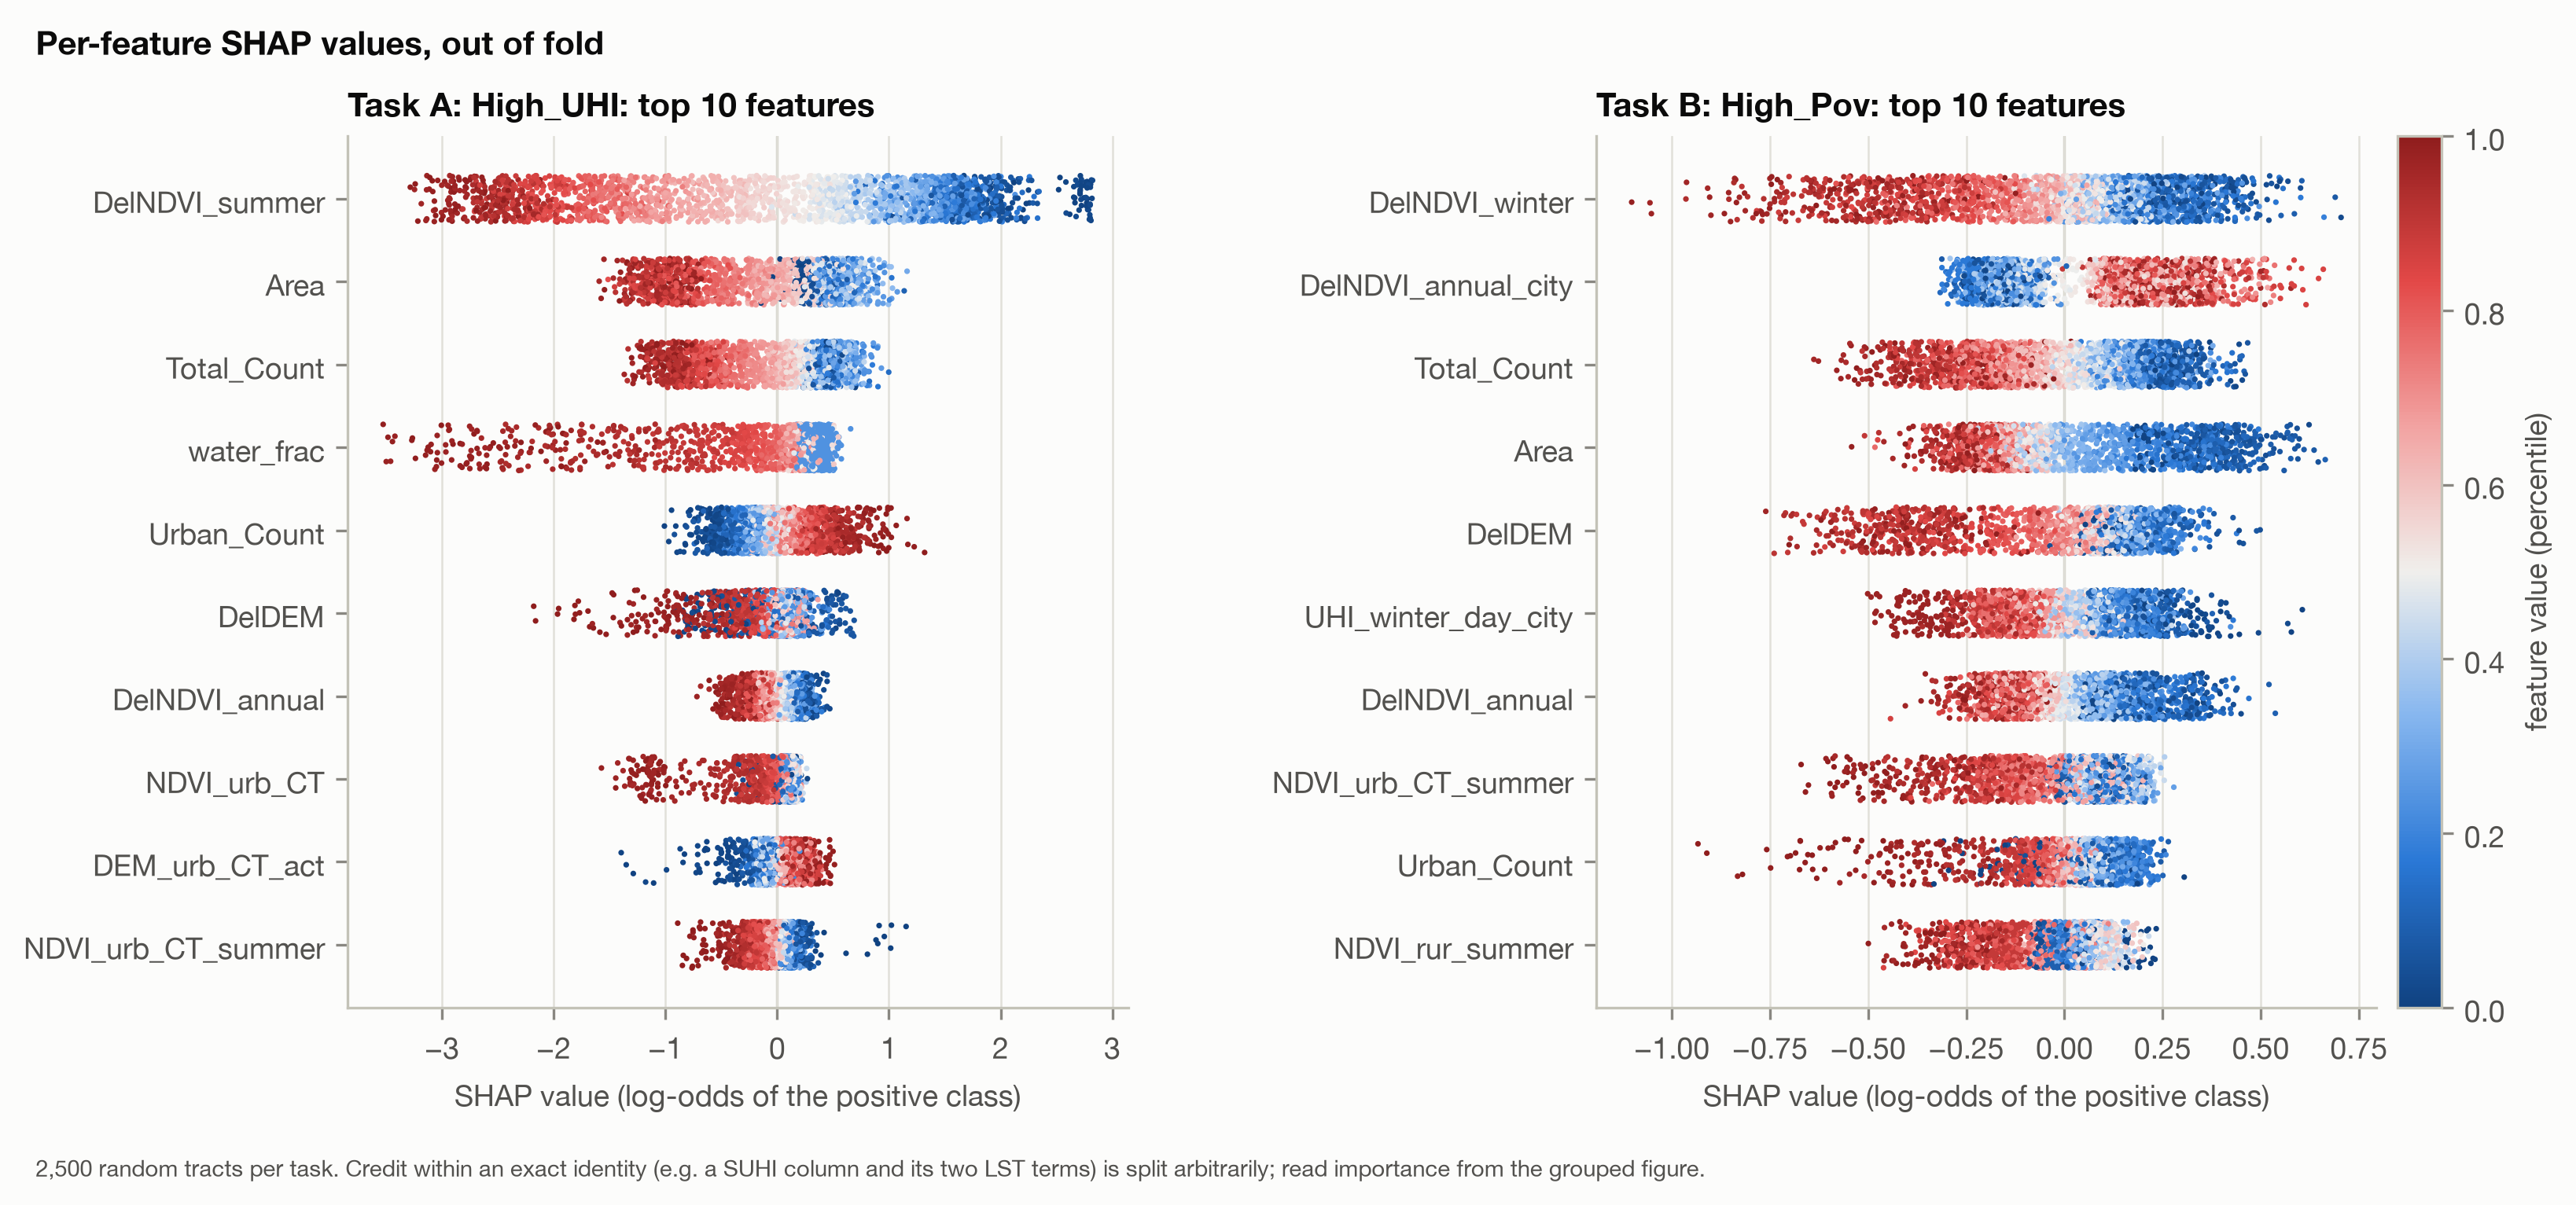 Per-feature SHAP values, out of fold
Task A: High_UHI: top 10 features
DelNDVI_summer
Area
Total_Count
water_frac
Urban_Count
DelDEM
DelNDVI_annual
NDVI_urb_CT
DEM_urb_CT_act
NDVI_urb_CT_summer
−3 −2 −1 0 1 2 3
SHAP value (log-odds of the positive class)
Task B: High_Pov: top 10 features
DelNDVI_winter
DelNDVI_annual_city
Total_Count
Area
DelDEM
UHI_winter_day_city
DelNDVI_annual
NDVI_urb_CT_summer
Urban_Count
NDVI_rur_summer
−1.00 −0.75 −0.50 −0.25 0.00 0.25 0.50 0.75
SHAP value (log-odds of the positive class)
1.0
0.8
0.6
0.4
0.2
0.0
feature value (percentile)
2,500 random tracts per task. Credit within an exact identity (e.g. a SUHI column and its two LST terms) is split arbitrarily; read importance from the grouped figure.